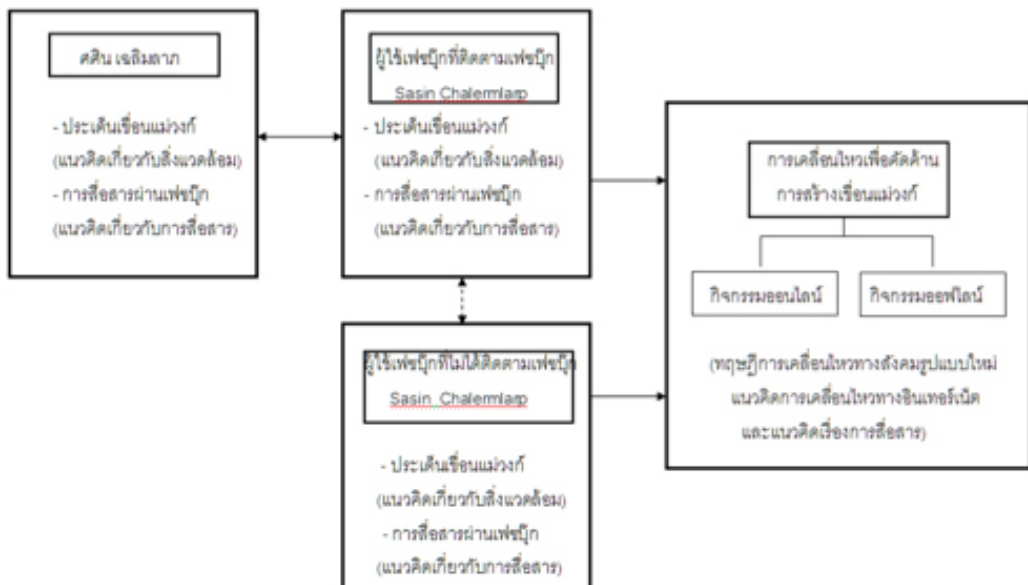 ศศิน เฉลิมลาภ
- ประเด็นเขื่อนแม่วงก์
(แนวคิดเกี่ยวกับสิ่งแวดล้อม)
- การสื่อสารผ่านเฟซบุ๊ก
(แนวคิดเกี่ยวกับการสื่อสาร)
ผู้ใช้เฟซบุ๊กที่ติดตามเฟซบุ๊ก
Sasin Chalermlarp
- ประเด็นเขื่อนแม่วงก์
(แนวคิดเกี่ยวกับสิ่งแวดล้อม)
- การสื่อสารผ่านเฟซบุ๊ก
(แนวคิดเกี่ยวกับการสื่อสาร)
ผู้ใช้เฟซบุ๊กที่ไม่ได้ติดตามเฟซบุ๊ก
Sasin Chalermlarp
- ประเด็นเขื่อนแม่วงก์
(แนวคิดเกี่ยวกับสิ่งแวดล้อม)
- การสื่อสารผ่านเฟซบุ๊ก
(แนวคิดเกี่ยวกับการสื่อสาร)
การเคลื่อนไหวเพื่อคัดค้าน
การสร้างเขื่อนแม่วงก์
กิจกรรมออนไลน์
กิจกรรมออฟไลน์
(ทฤษฎีการเคลื่อนไหวทางสังคมรูปแบบใหม่
แนวคิดการเคลื่อนไหวทางอินเทอร์เน็ต
และแนวคิดเรื่องการสื่อสาร)